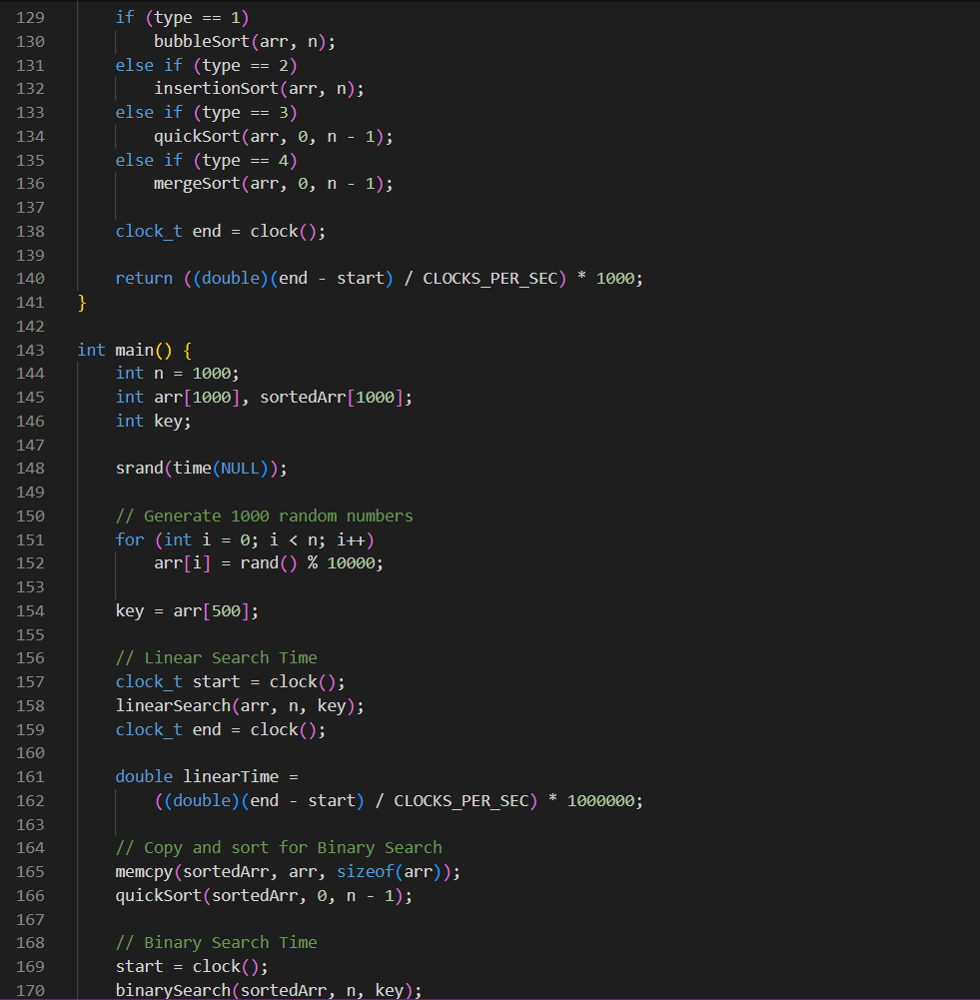 129 if (type == 1)
130 bubbleSort(arr, n);
131 else if (type == 2)
132 insertionSort(arr, n);
133 else if (type == 3)
134 quickSort(arr, 0, n - 1);
135 else if (type == 4)
136 mergeSort(arr, 0, n - 1);
137
138 clock_t end = clock();
139
140 return ((double)(end - start) / CLOCKS_PER_SEC) * 1000;
141 }
142
143 int main() {
144 int n = 1000;
145 int arr[1000], sortedArr[1000];
146 int key;
147
148 srand(time(NULL));
149
150 // Generate 1000 random numbers
151 for (int i = 0; i < n; i++)
152 arr[i] = rand() % 10000;
153
154 key = arr[500];
155
156 // Linear Search Time
157 clock_t start = clock();
158 linearSearch(arr, n, key);
159 clock_t end = clock();
160
161 double linearTime =
162 ((double)(end - start) / CLOCKS_PER_SEC) * 1000000;
163
164 // Copy and sort for Binary Search
165 memcpy(sortedArr, arr, sizeof(arr));
166 quickSort(sortedArr, 0, n - 1);
167
168 // Binary Search Time
169 start = clock();
170 binarySearch(sortedArr, n, key);